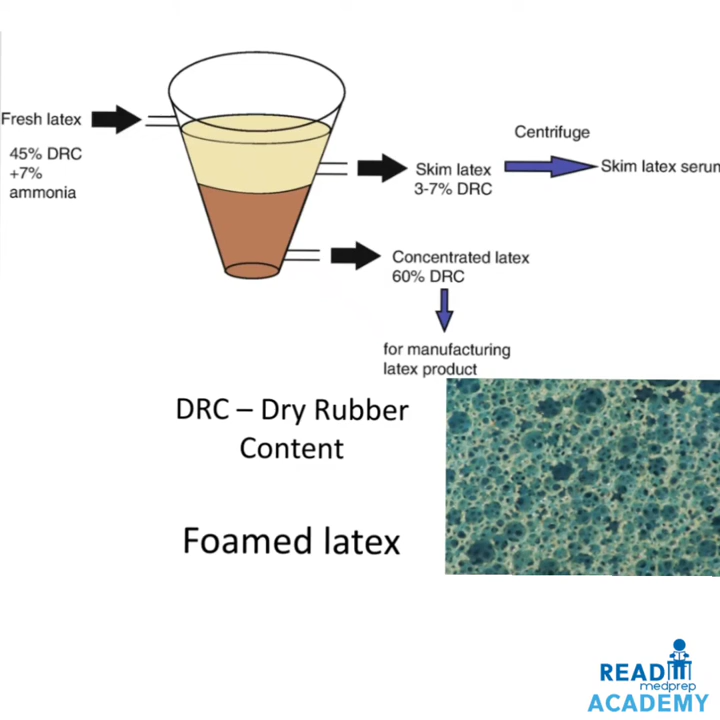 Fresh latex
45% DRC
+7%
ammonia
Skim latex
3-7% DRC
Centrifuge
Skim latex serum
Concentrated latex
60% DRC
for manufacturing
latex product
DRC – Dry Rubber
Content
Foamed latex
READ
medprep
ACADEMY